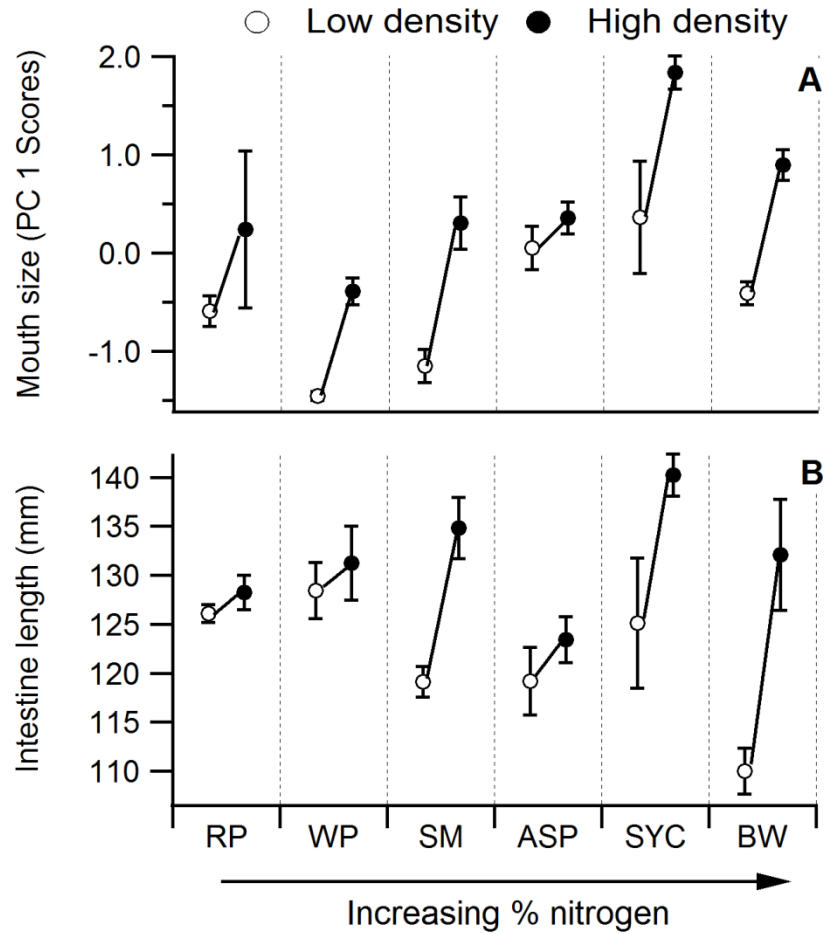 Low density High density
A
Mouth size (PC 1 Scores)
2.0
1.0
0.0
-1.0
B
Intestine length (mm)
140
135
130
125
120
115
110
RP WP SM ASP SYC BW
Increasing % nitrogen